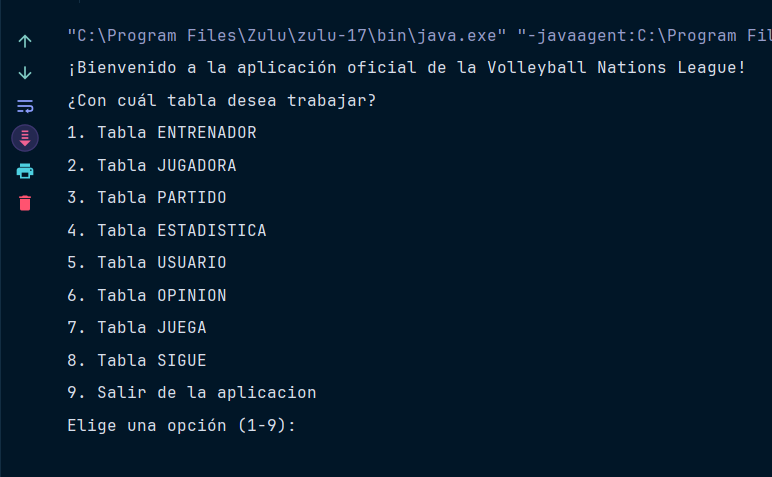 "C:\Program Files\Zulu\zulu-17\bin\java.exe" "-javaagent:C:\Program Fil
¡Bienvenido a la aplicación oficial de la Volleyball Nations League!
¿Con cuál tabla desea trabajar?
1. Tabla ENTRENADOR
2. Tabla JUGADORA
3. Tabla PARTIDO
4. Tabla ESTADISTICA
5. Tabla USUARIO
6. Tabla OPINION
7. Tabla JUEGA
8. Tabla SIGUE
9. Salir de la aplicacion
Elige una opción (1-9):